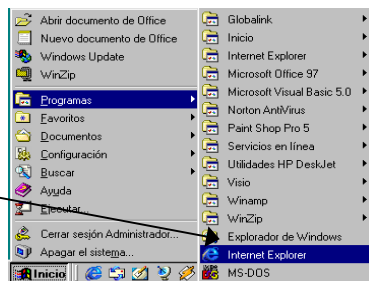 Abrir documento de Office
Nuevo documento de Office
Windows Update
WinZip
Programas
Favoritos
Documentos
Configuración
Buscar
Ayuda
Ejecutar...
Cerrar sesión Administrador...
Apagar el sistema...
Inicio
Globalink
Inicio
Internet Explorer
Microsoft Office 97
Microsoft Visual Basic 5.0
Norton AntiVirus
Paint Shop Pro 5
Servicios en línea
Utilidades HP DeskJet
Visio
Winamp
WinZip
Explorador de Windows
Internet Explorer
MS-DOS